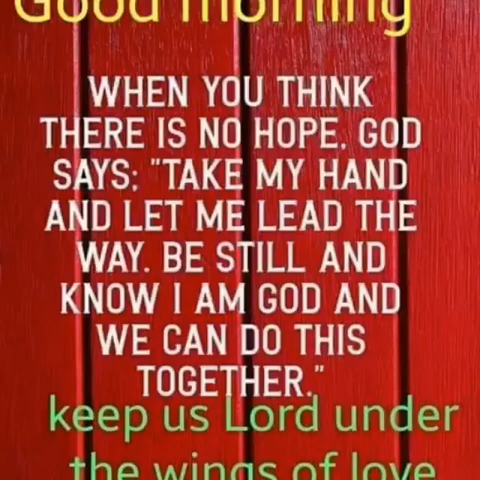 Good morning
WHEN YOU THINK
THERE IS NO HOPE, GOD
SAYS; "TAKE MY HAND
AND LET ME LEAD THE
WAY. BE STILL AND
KNOW I AM GOD AND
WE CAN DO THIS
TOGETHER."
keep us Lord under
the wings of love